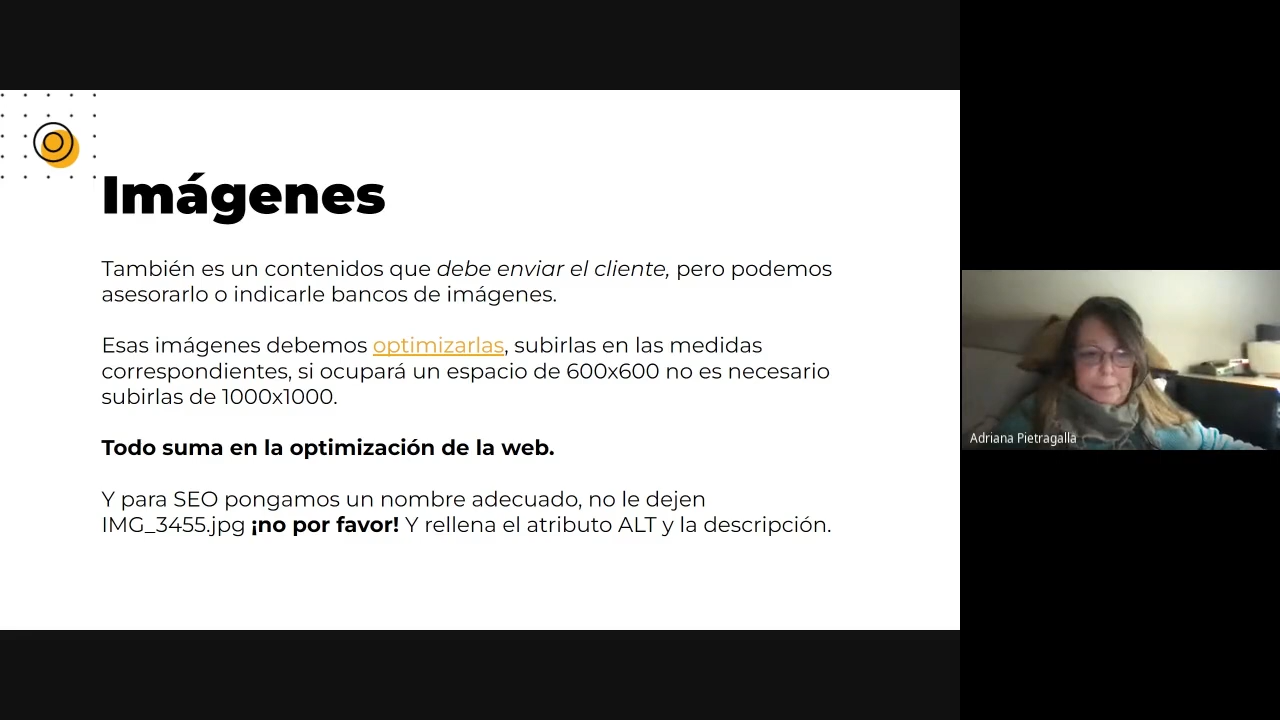 Imágenes
También es un contenidos que debe enviar el cliente, pero podemos
asesorarlo o indicarle bancos de imágenes.
Esas imágenes debemos optimizarlas, subirlas en las medidas
correspondientes, si ocupará un espacio de 600x600 no es necesario
subirlas de 1000x1000.
Todo suma en la optimización de la web.
Y para SEO pongamos un nombre adecuado, no le dejen
IMG_3455.jpg ¡no por favor! Y rellena el atributo ALT y la descripción.
Adriana Pietragalla